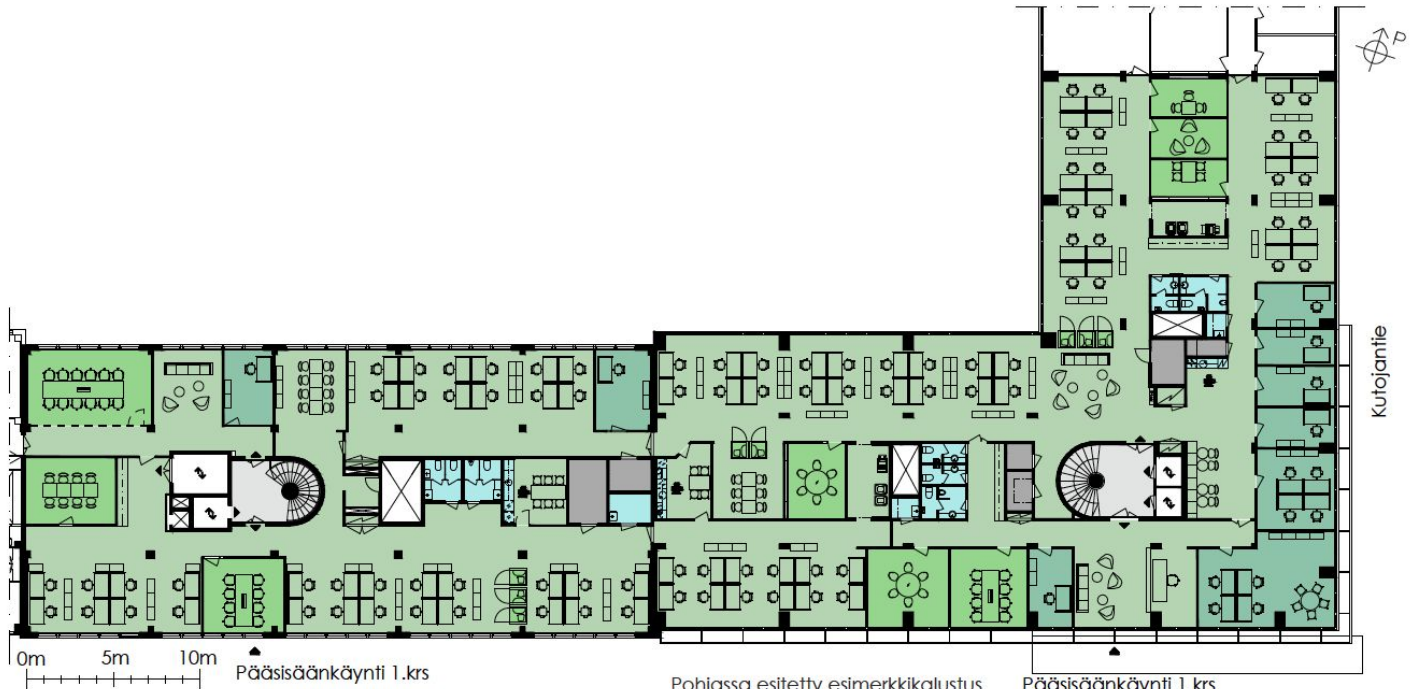 P
Kutojantie
0m 5m 10m
Pääsisäänkäynti 1.krs
Pohjassa esitetty esimerkkikalustus
Pääsisäänkäynti 1.krs